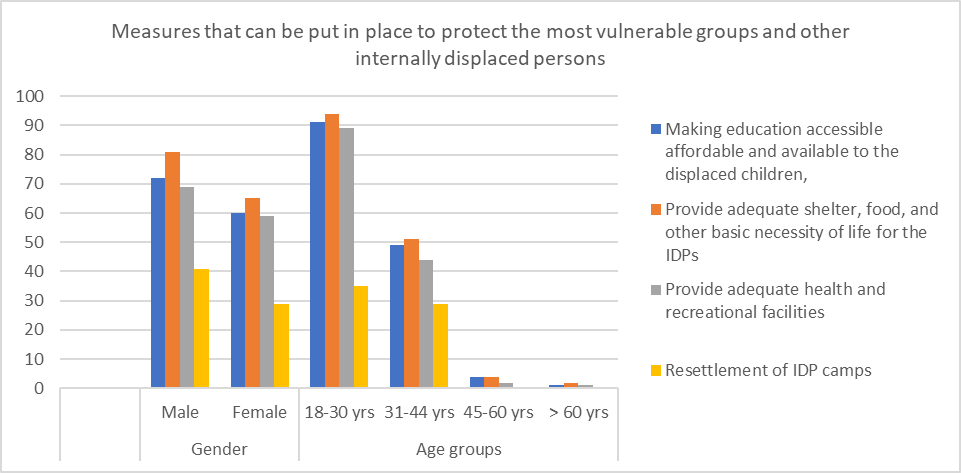 Measures that can be put in place to protect the most vulnerable groups and other
internally displaced persons
100
90
80
70
60
50
40
30
20
10
0
Male
Female
18-30 yrs
31-44 yrs
45-60 yrs
> 60 yrs
Gender
Age groups
Making education accessible
affordable and available to the
displaced children,
Provide adequate shelter, food, and
other basic necessity of life for the
IDPs
Provide adequate health and
recreational facilities
Resettlement of IDP camps